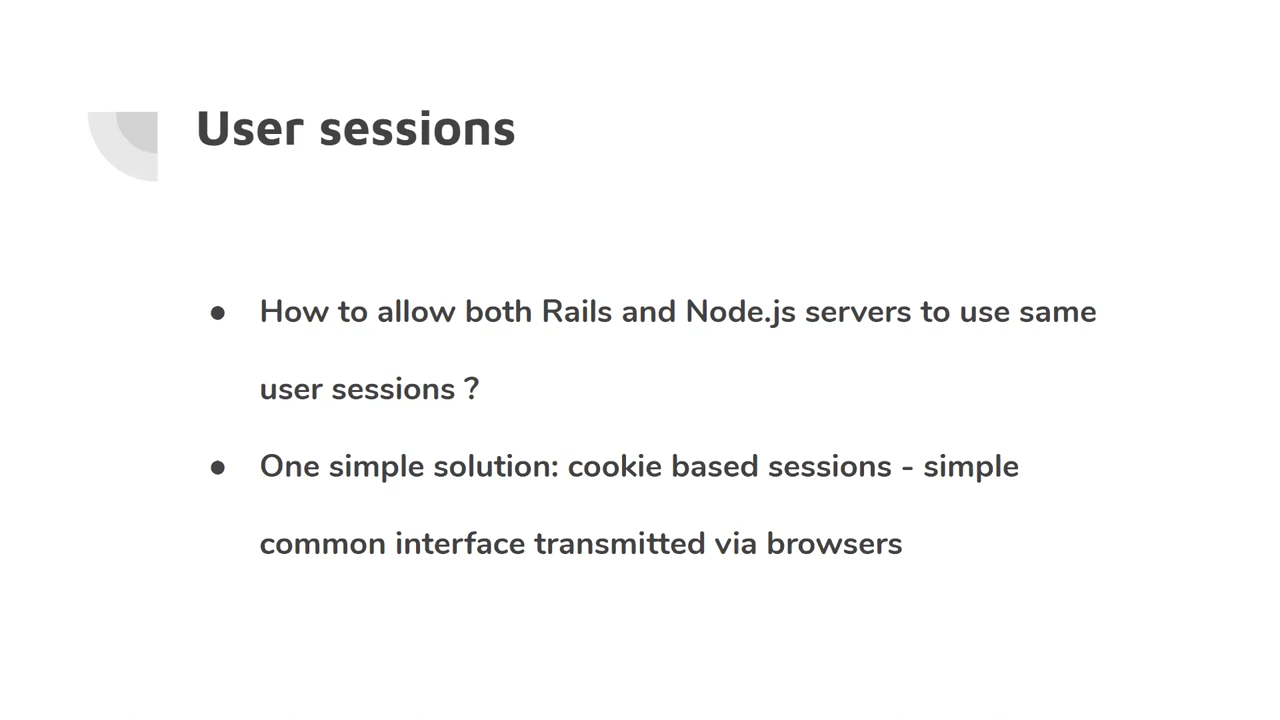 User sessions
● How to allow both Rails and Node.js servers to use same
user sessions ?
● One simple solution: cookie based sessions - simple
common interface transmitted via browsers